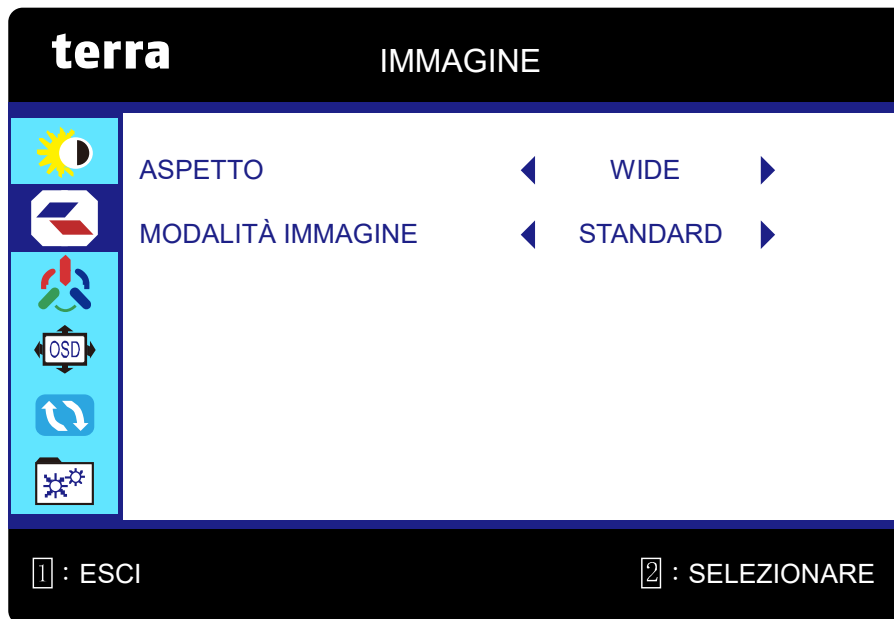 terra
IMMAGINE
ASPETTO WIDE
MODALITÀ IMMAGINE STANDARD
OSD
1 : ESCI
2 : SELEZIONARE